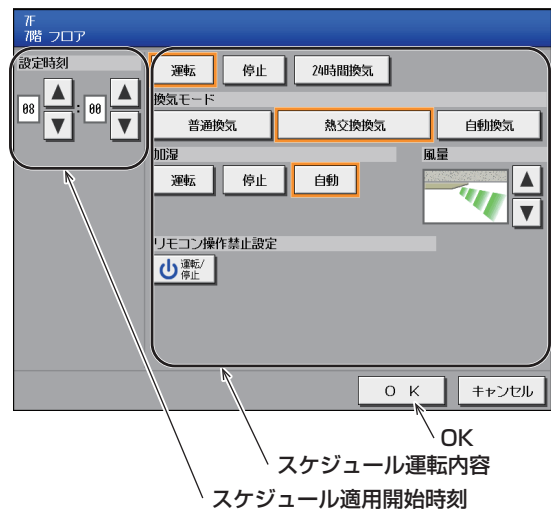 7F
7階 フロア
設定時刻
08 : 00
運転 停止 24時間換気
換気モード
普通換気 熱交換換気 自動換気
加湿 風量
運転 停止 自動
リモコン操作禁止設定
運転/
停止
O K キャンセル
OK
スケジュール運転内容
スケジュール適用開始時刻